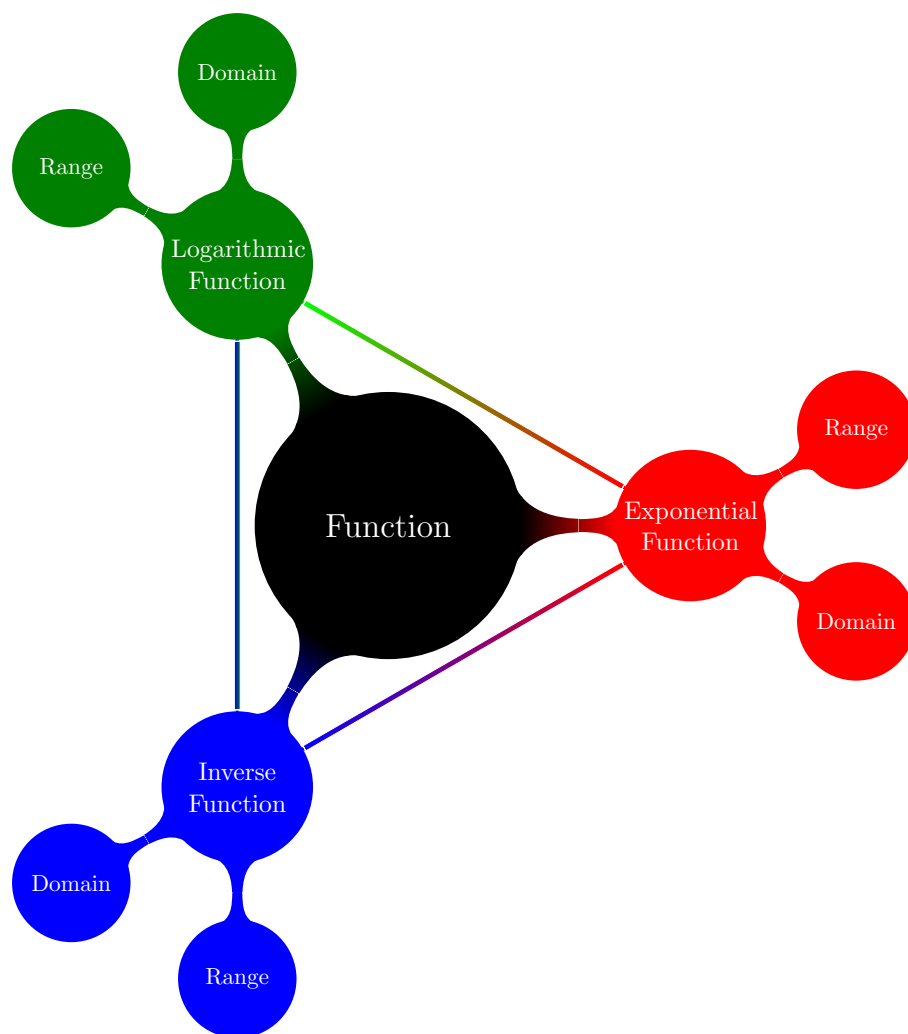 Domain
Range
Logarithmic
Function
Function
Range
Exponential
Function
Domain
Inverse
Function
Domain
Range